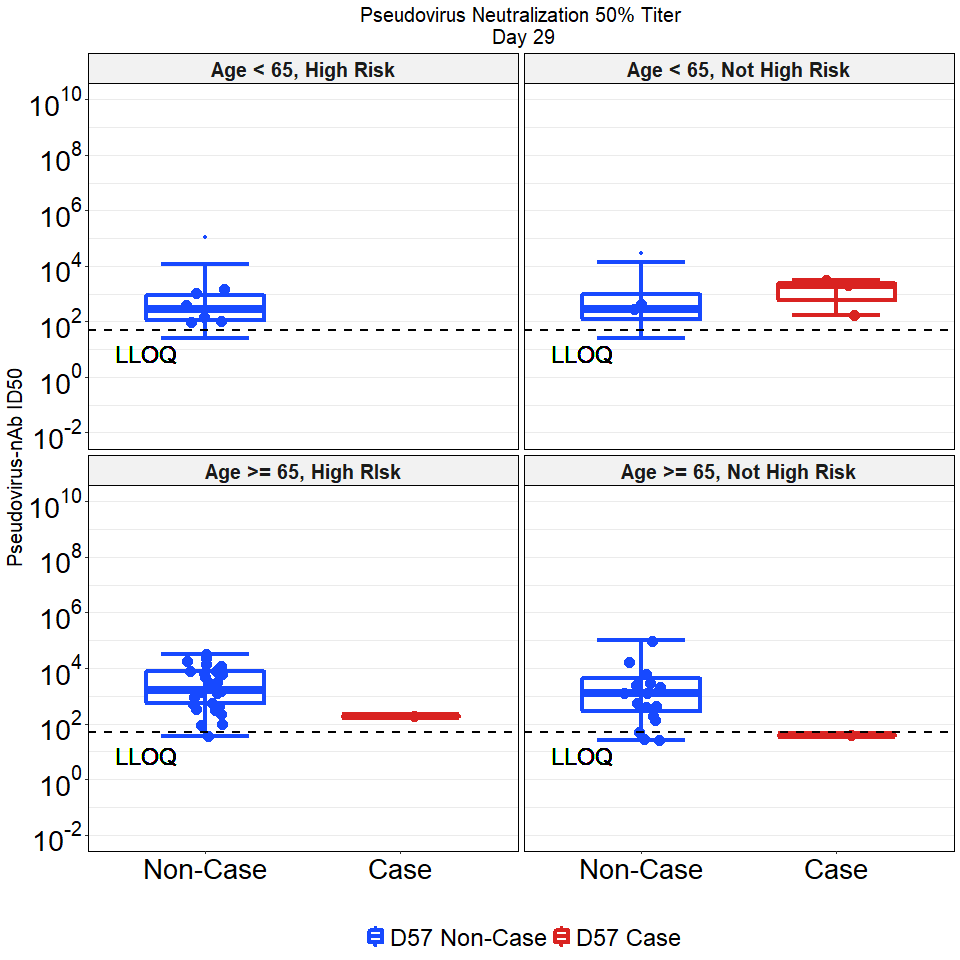 Pseudovirus Neutralization 50% Titer
Day 29
Age < 65, High Risk
Age < 65, Not High Risk
10^10
10^8
10^6
10^4
10^2
10^0
10^-2
LLOQ
LLOQ
Pseudovirus-nAb ID50
Age >= 65, High RIsk
Age >= 65, Not High Risk
10^10
10^8
10^6
10^4
10^2
10^0
10^-2
LLOQ
LLOQ
Non-Case Case Non-Case Case
D57 Non-Case D57 Case